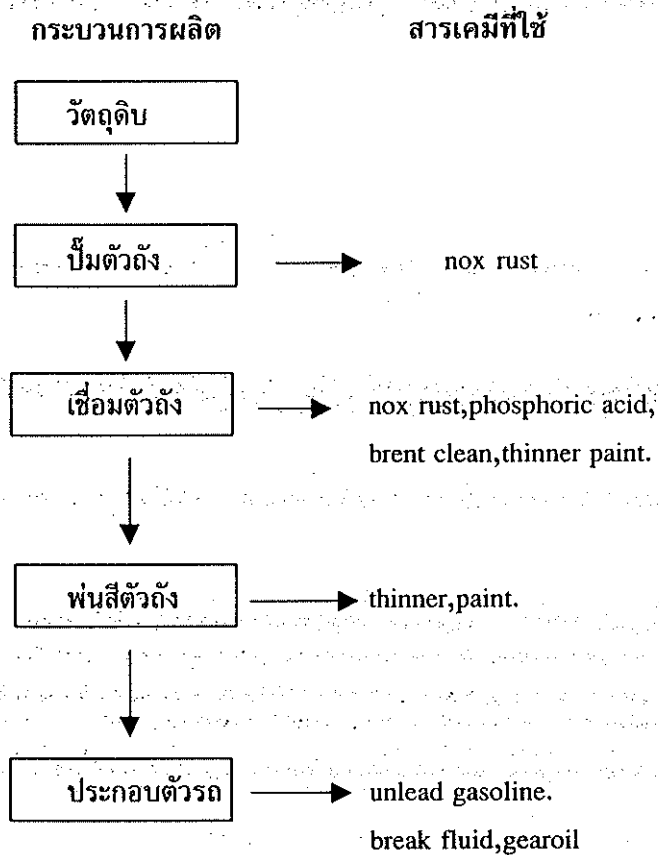 กระบวนการผลิต สารเคมีที่ใช้
วัตถุดิบ
ปั๊มตัวถัง nox rust
เชื่อมตัวถัง nox rust,phosphoric acid,
brent clean,thinner paint.
พ่นสีตัวถัง thinner,paint.
ประกอบตัวรถ unlead gasoline.
break fluid,gearoil